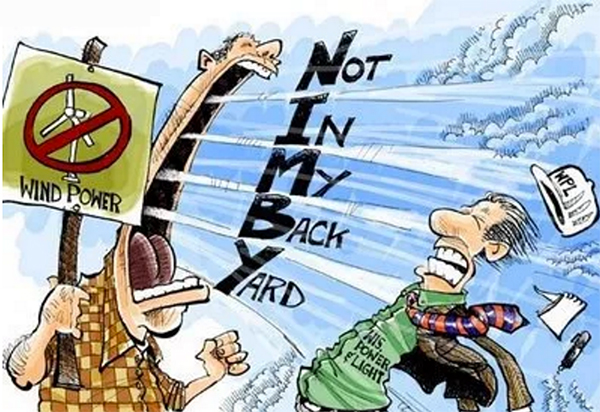 WIND POWER
NOT
IN
MY
BACK
YARD
WPL
WIS.
POWER
& LIGHT